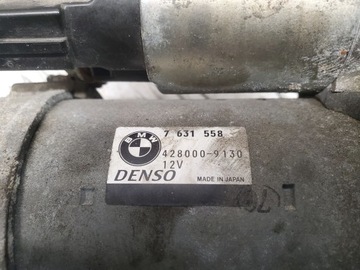 BMW
7 631 558
428000-9130
12V
DENSO
MADE IN JAPAN